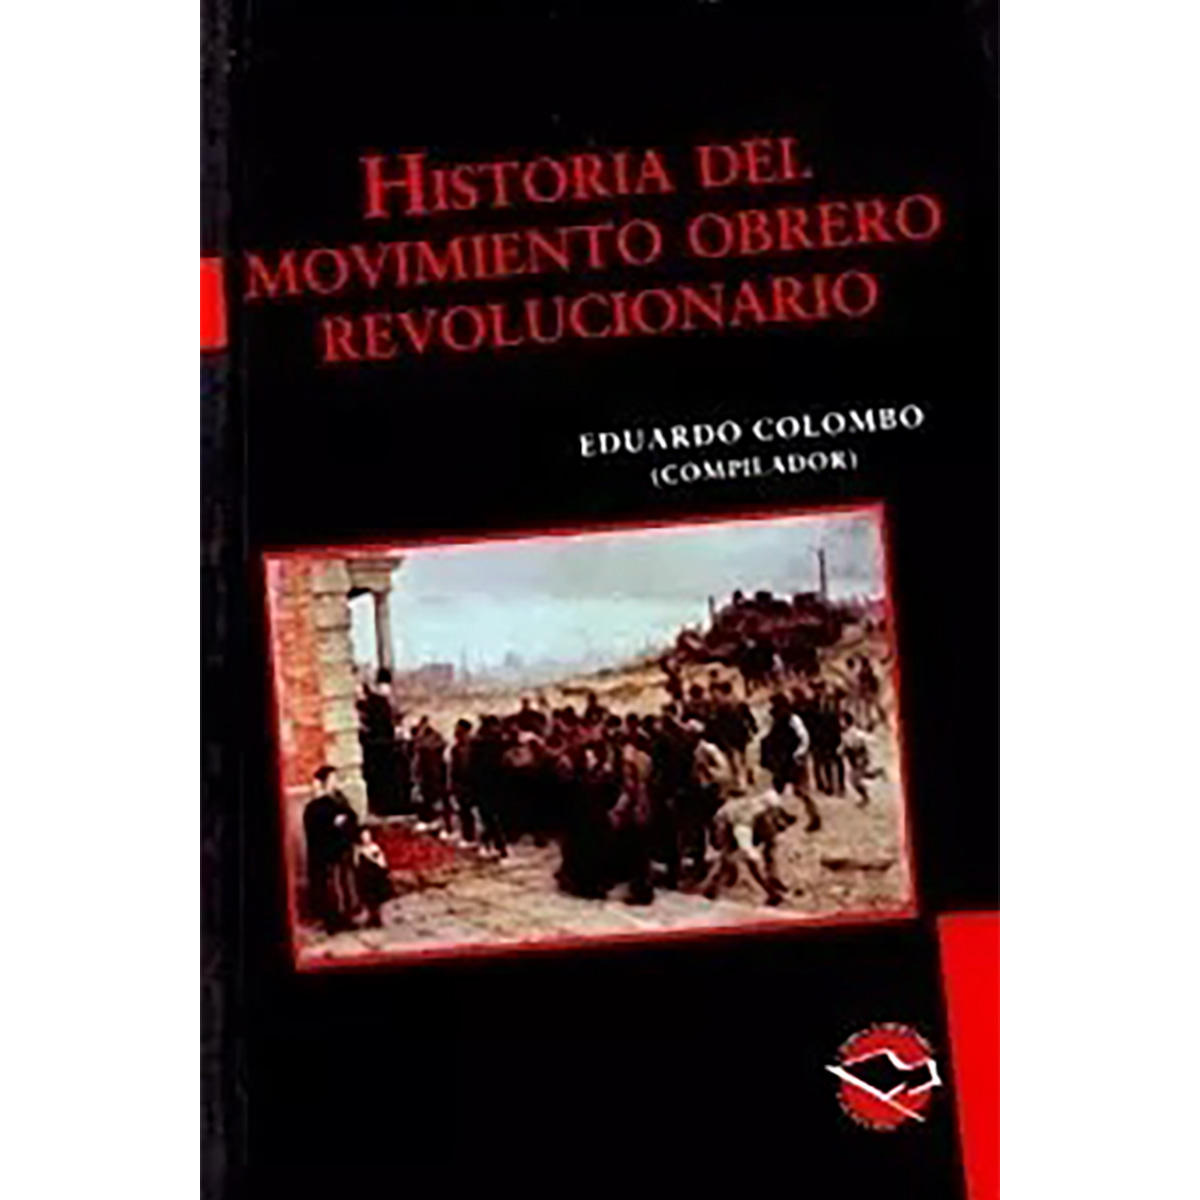 HISTORIA DEL
MOVIMIENTO OBRERO
REVOLUCIONARIO
EDUARDO COLOMBO
(COMPILADOR)